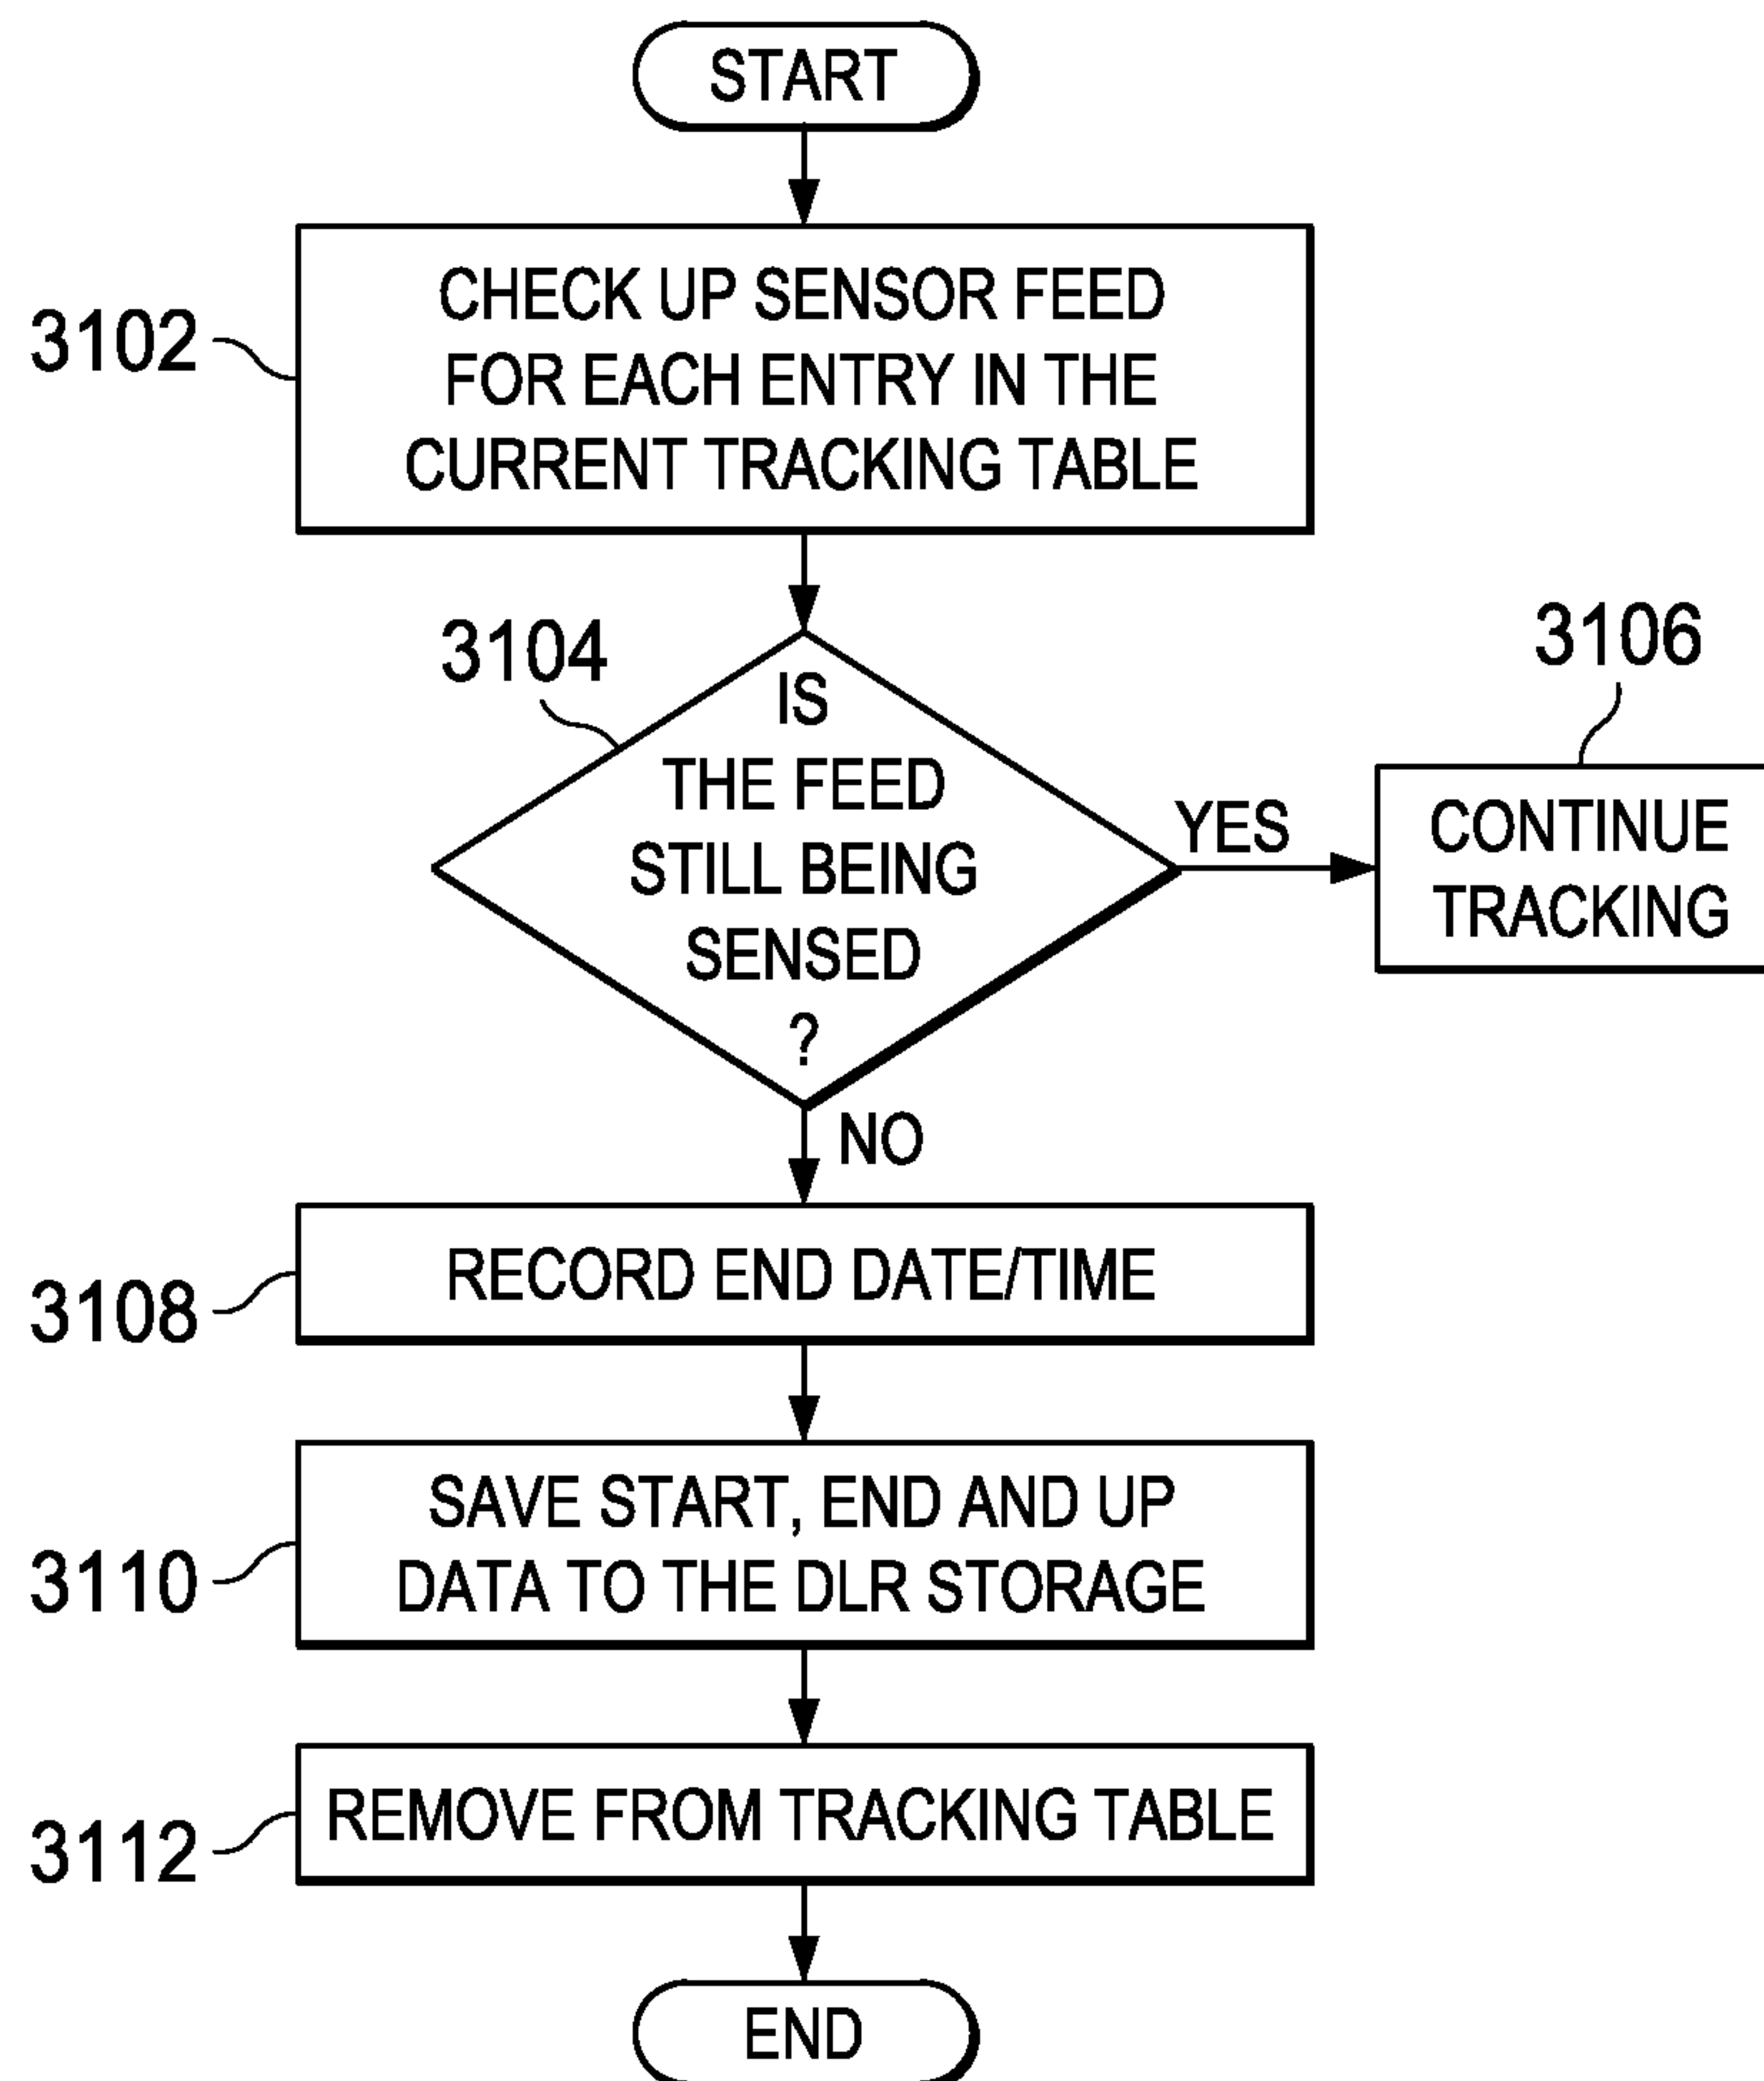 START
3102
CHECK UP SENSOR FEED
FOR EACH ENTRY IN THE
CURRENT TRACKING TABLE
3104
IS
THE FEED
STILL BEING
SENSED
?
YES
3106
CONTINUE
TRACKING
NO
3108
RECORD END DATE/TIME
3110
SAVE START, END AND UP
DATA TO THE DLR STORAGE
3112
REMOVE FROM TRACKING TABLE
END